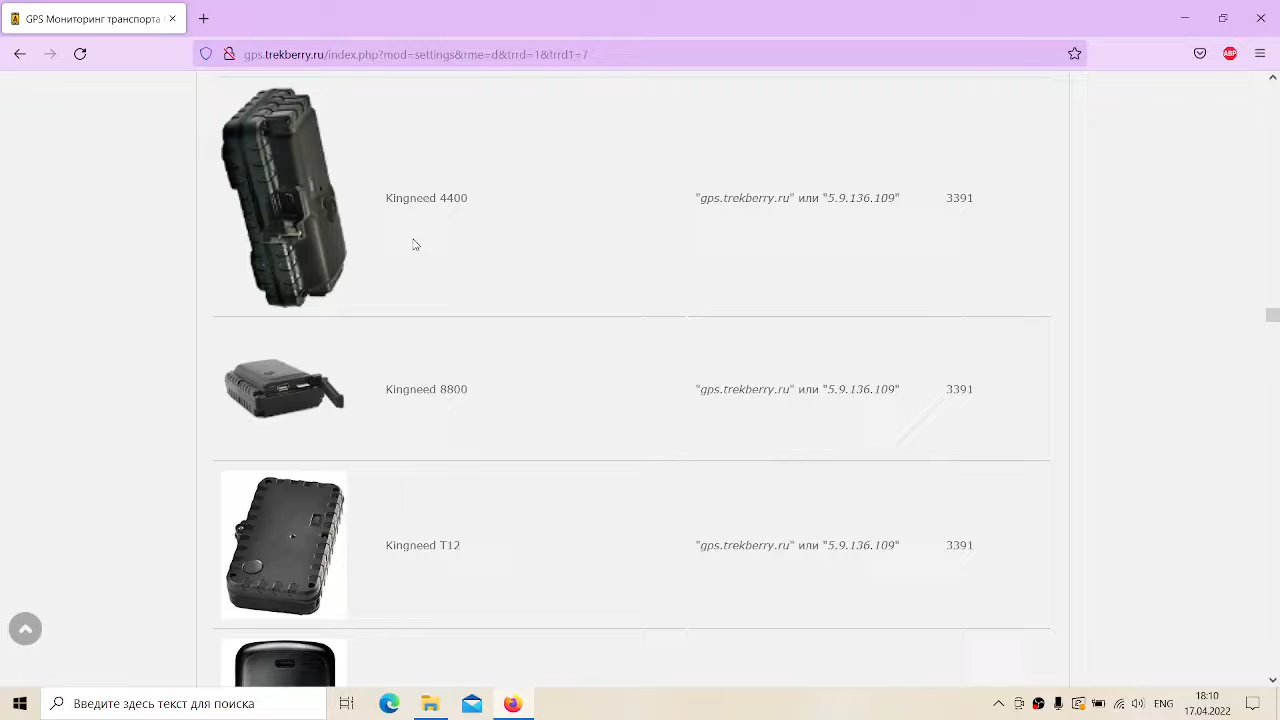 GPS Мониторинг транспорта
gps.trekberry.ru/index.php?mod=settings&rme=d&trrd=1&trrd1=7
ABP
Kingneed 4400 "gps.trekberry.ru" или "5.9.136.109" 3391
Kingneed 8800 "gps.trekberry.ru" или "5.9.136.109" 3391
Kingneed T12 "gps.trekberry.ru" или "5.9.136.109" 3391
Введите здесь текст для поиска
ENG
18:10
17.04.2022